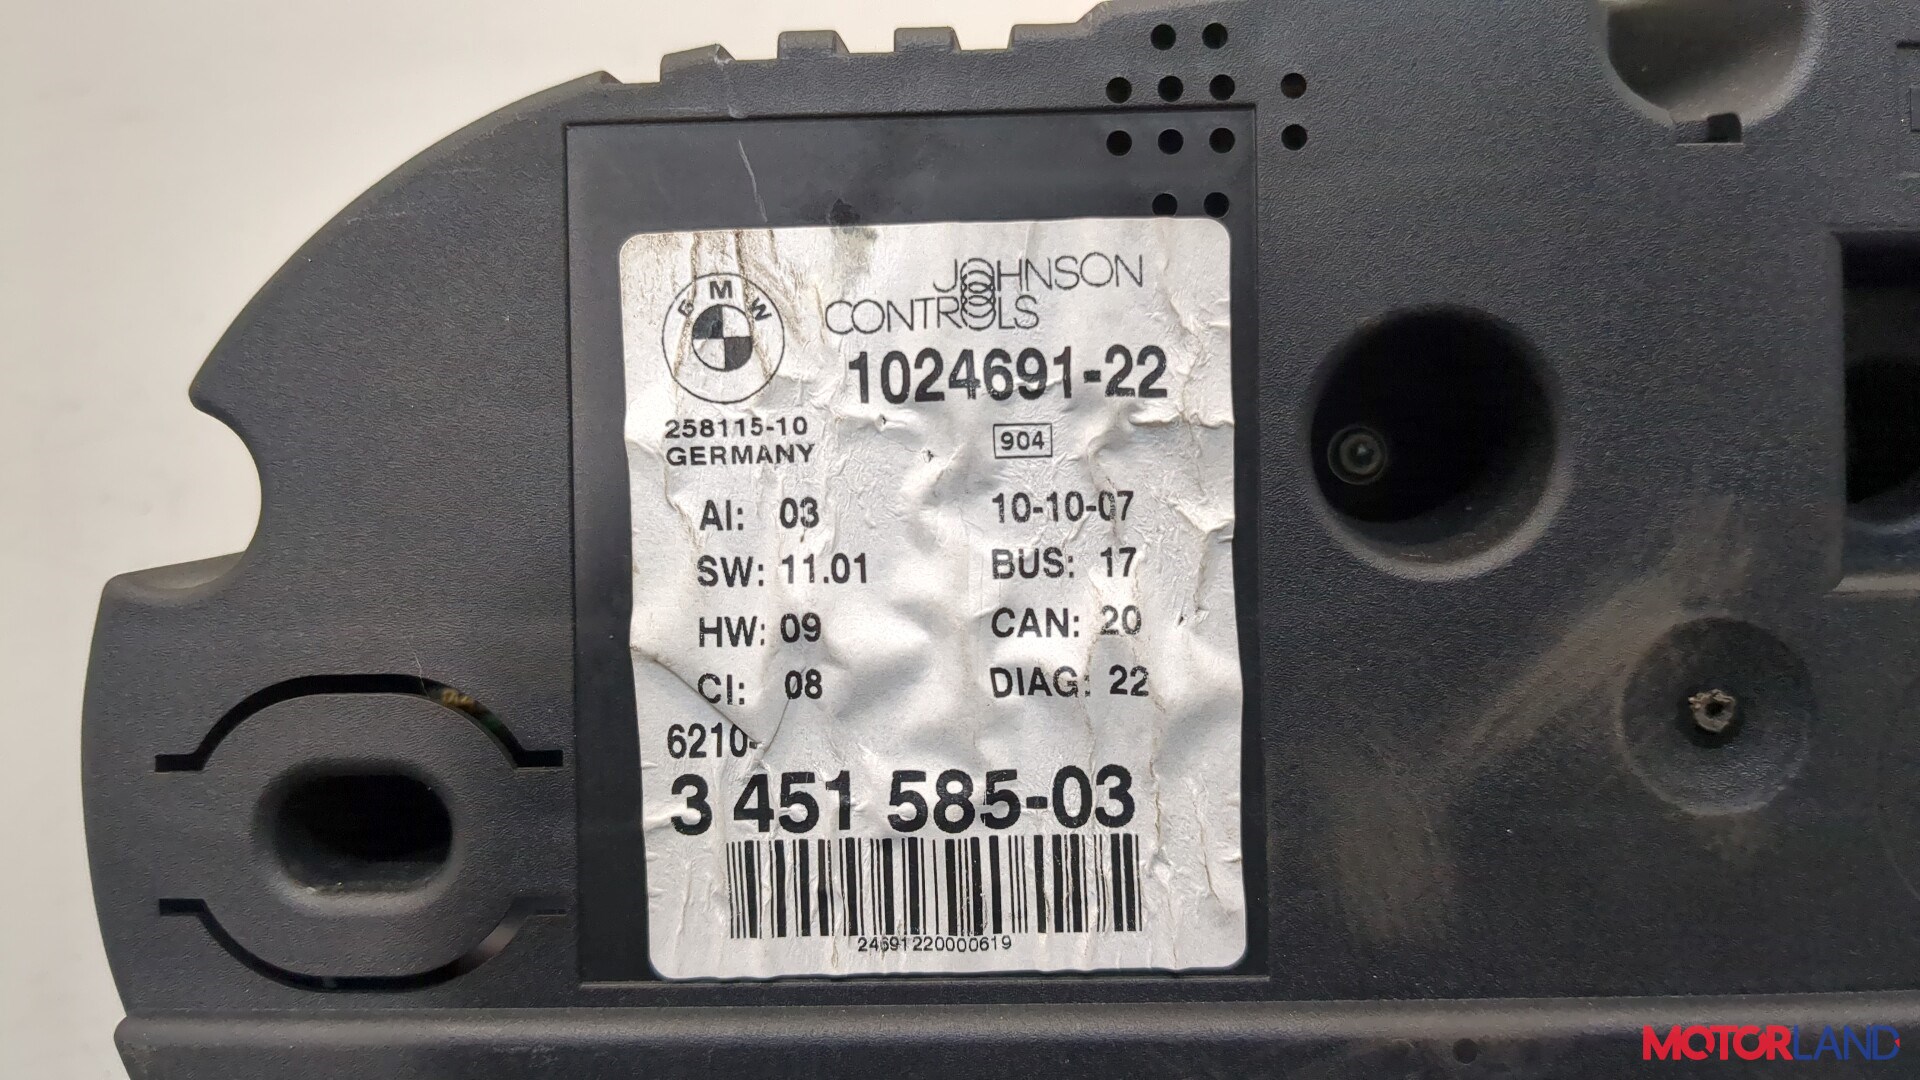 BMW
JOHNSON
CONTROLS
1024691-22
258115-10
GERMANY
904
AI: 03
10-10-07
SW: 11.01
BUS: 17
HW: 09
CAN: 20
CI: 08
DIAG: 22
6210-
3 451 585-03
24691220000619
MOTORLAND